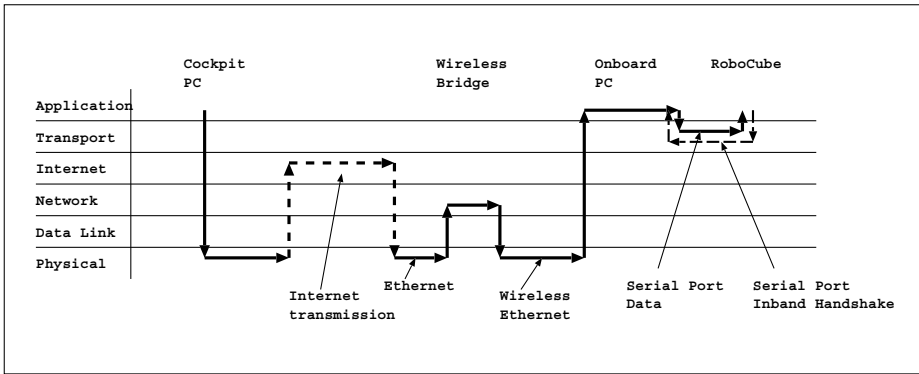 Cockpit
PC
Wireless
Bridge
Onboard
PC
RoboCube
Application
Transport
Internet
Network
Data Link
Physical
Internet
transmission
Ethernet
Wireless
Ethernet
Serial Port
Data
Serial Port
Inband Handshake